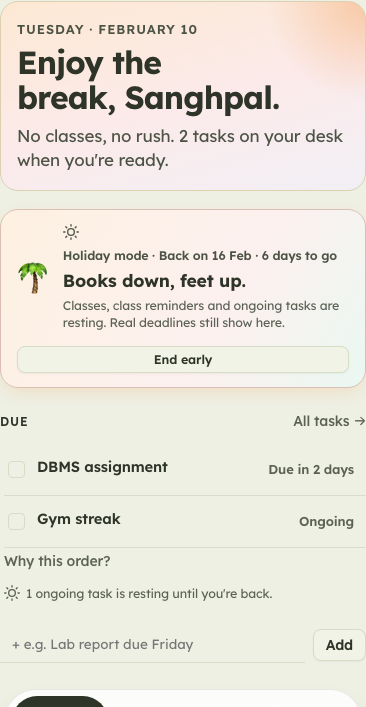 TUESDAY · FEBRUARY 10
Enjoy the
break, Sanghpal.
No classes, no rush. 2 tasks on your desk
when you're ready.
Holiday mode · Back on 16 Feb · 6 days to go
Books down, feet up.
Classes, class reminders and ongoing tasks are
resting. Real deadlines still show here.
End early
DUE
All tasks →
DBMS assignment
Due in 2 days
Gym streak
Ongoing
Why this order?
1 ongoing task is resting until you're back.
+ e.g. Lab report due Friday
Add